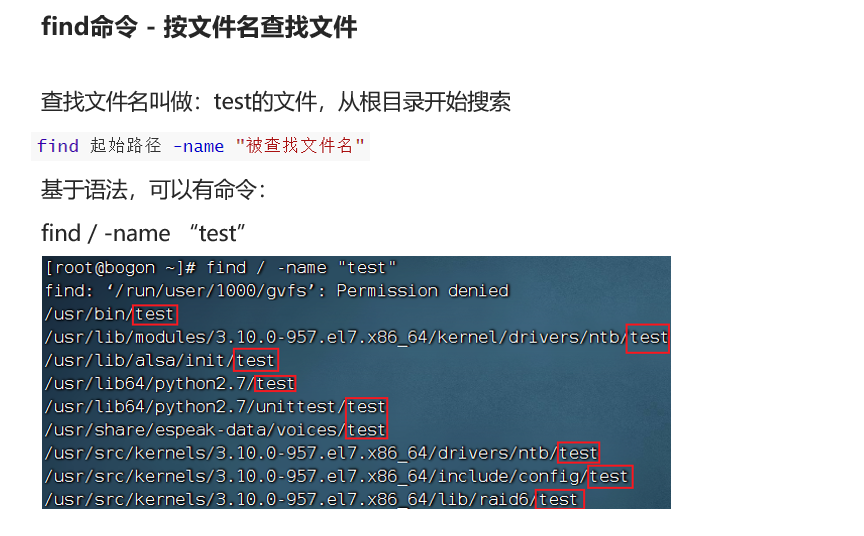 find命令 - 按文件名查找文件
查找文件名叫做：test的文件，从根目录开始搜索
find 起始路径 -name "被查找文件名"
基于语法，可以有命令：
find / -name “test”
[root@bogon ~]# find / -name "test"
find: ‘/run/user/1000/gvfs’: Permission denied
/usr/bin/test
/usr/lib/modules/3.10.0-957.el7.x86_64/kernel/drivers/ntb/test
/usr/lib/alsa/init/test
/usr/lib64/python2.7/test
/usr/lib64/python2.7/unittest/test
/usr/share/espeak-data/voices/test
/usr/src/kernels/3.10.0-957.el7.x86_64/drivers/ntb/test
/usr/src/kernels/3.10.0-957.el7.x86_64/include/config/test
/usr/src/kernels/3.10.0-957.el7.x86_64/lib/raid6/test